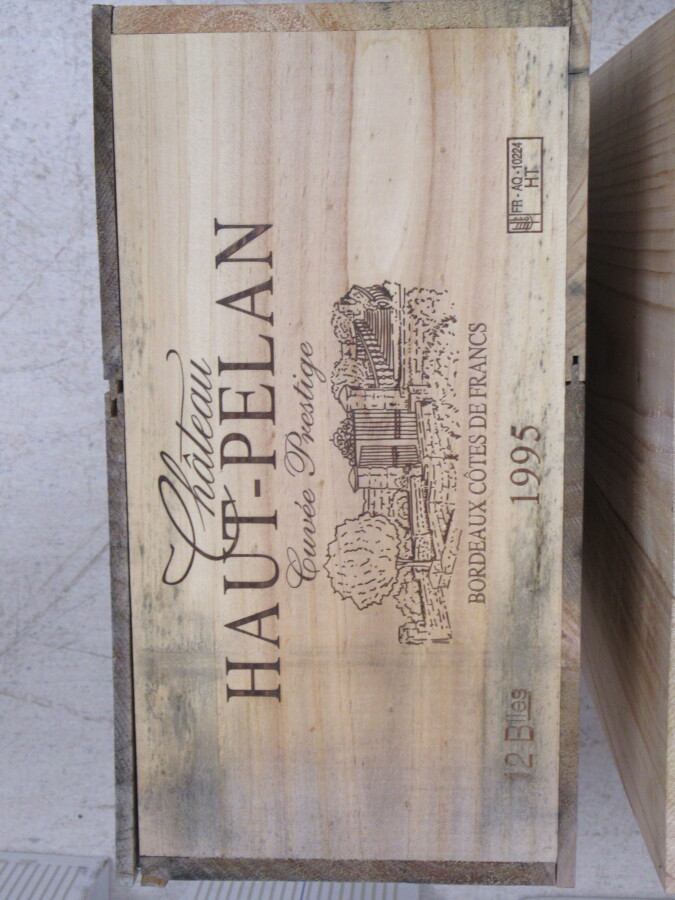 Château
HAUT-PELAN
Cuvée Prestige
BORDEAUX CÔTES DE FRANCS
1995
12 Blles
FR - AQ - 10224
HT